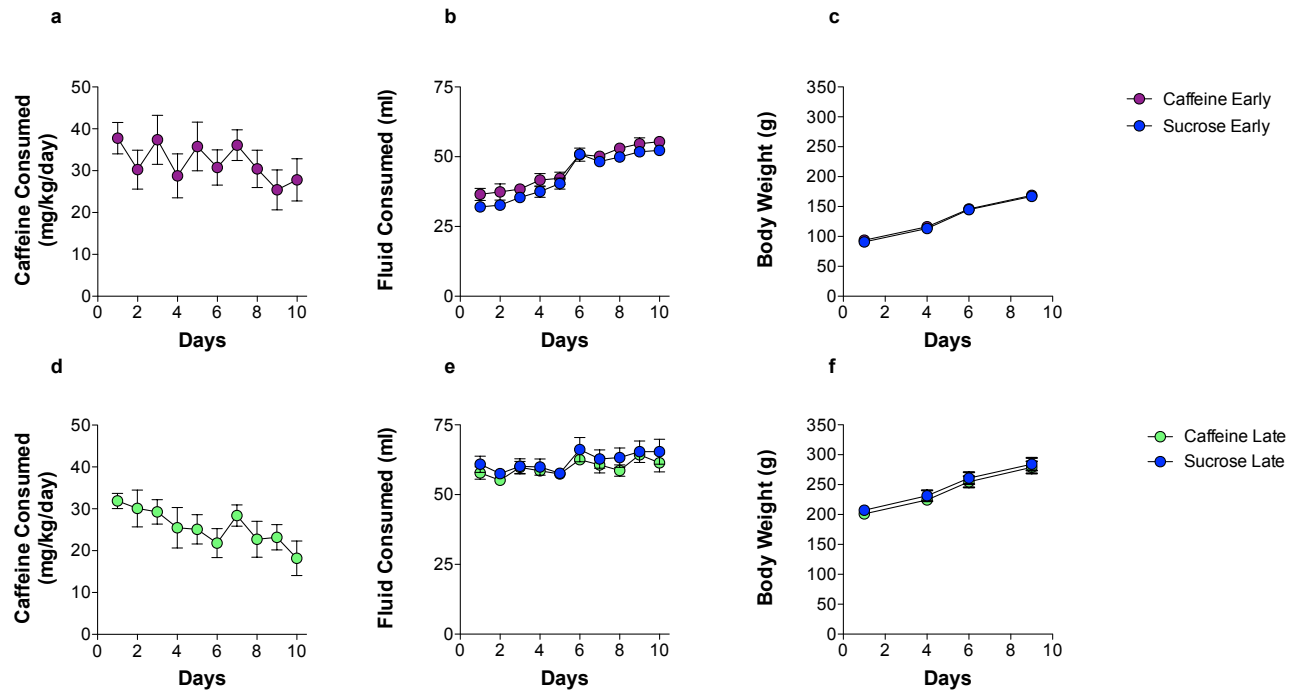 a
b
c
50
40
30
20
10
0
0 2 4 6 8 10
Caffeine Consumed
(mg/kg/day)
Days
75
50
25
0
0 2 4 6 8 10
Fluid Consumed (ml)
Days
350
300
250
200
150
100
50
0
0 2 4 6 8 10
Body Weight (g)
Days
Caffeine Early
Sucrose Early
d
e
f
50
40
30
20
10
0
0 2 4 6 8 10
Caffeine Consumed
(mg/kg/day)
Days
75
50
25
0
0 2 4 6 8 10
Fluid Consumed (ml)
Days
350
300
250
200
150
100
50
0
0 2 4 6 8 10
Body Weight (g)
Days
Caffeine Late
Sucrose Late